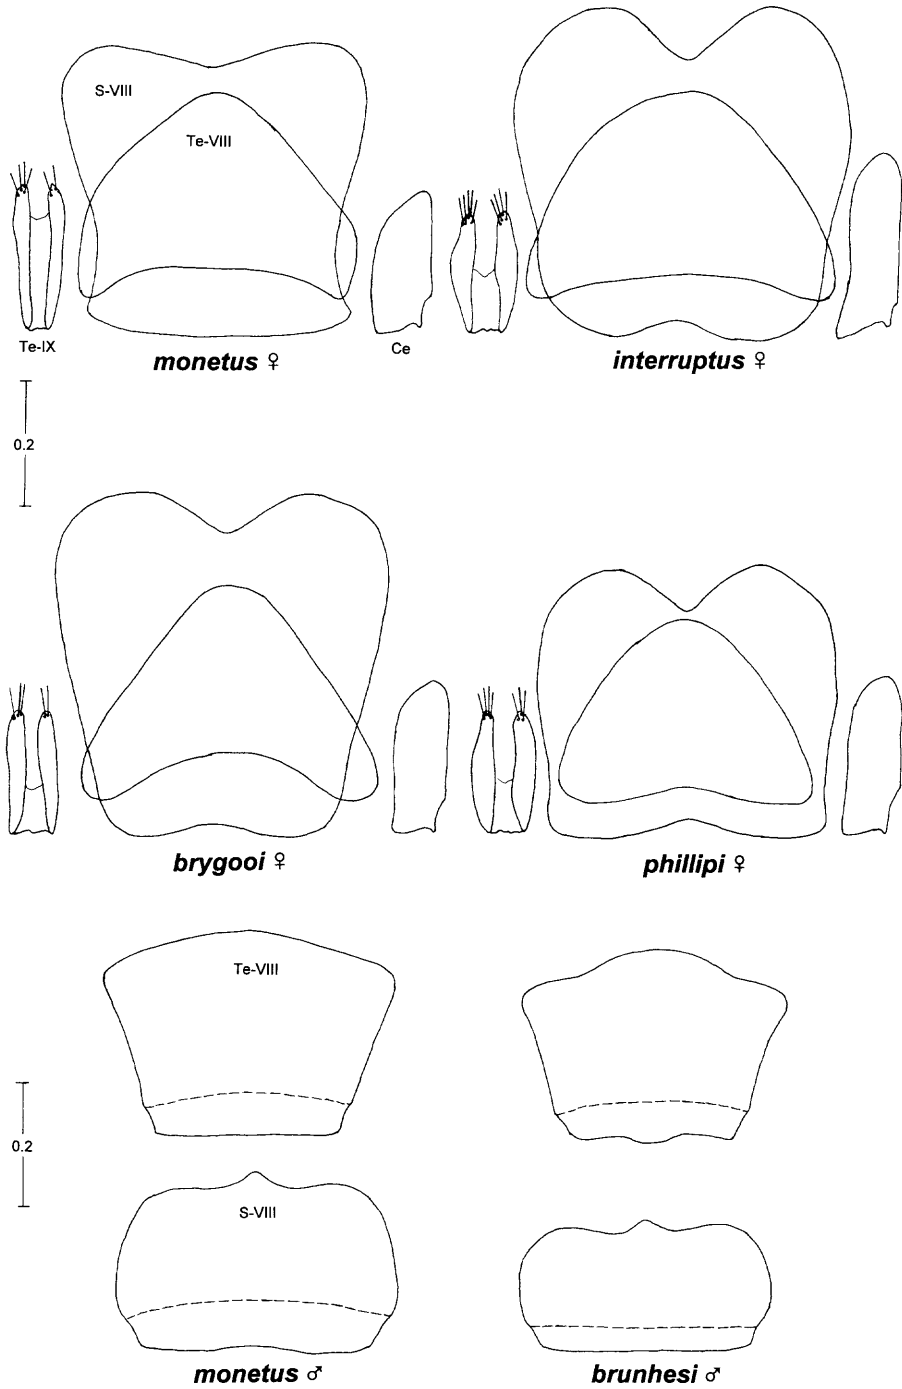 S-VIII
Te-VIII
Te-IX
Ce
monetus ♀
interruptus ♀
0.2
brygooi ♀
phillipi ♀
Te-VIII
0.2
S-VIII
monetus ♂
brunhesi ♂